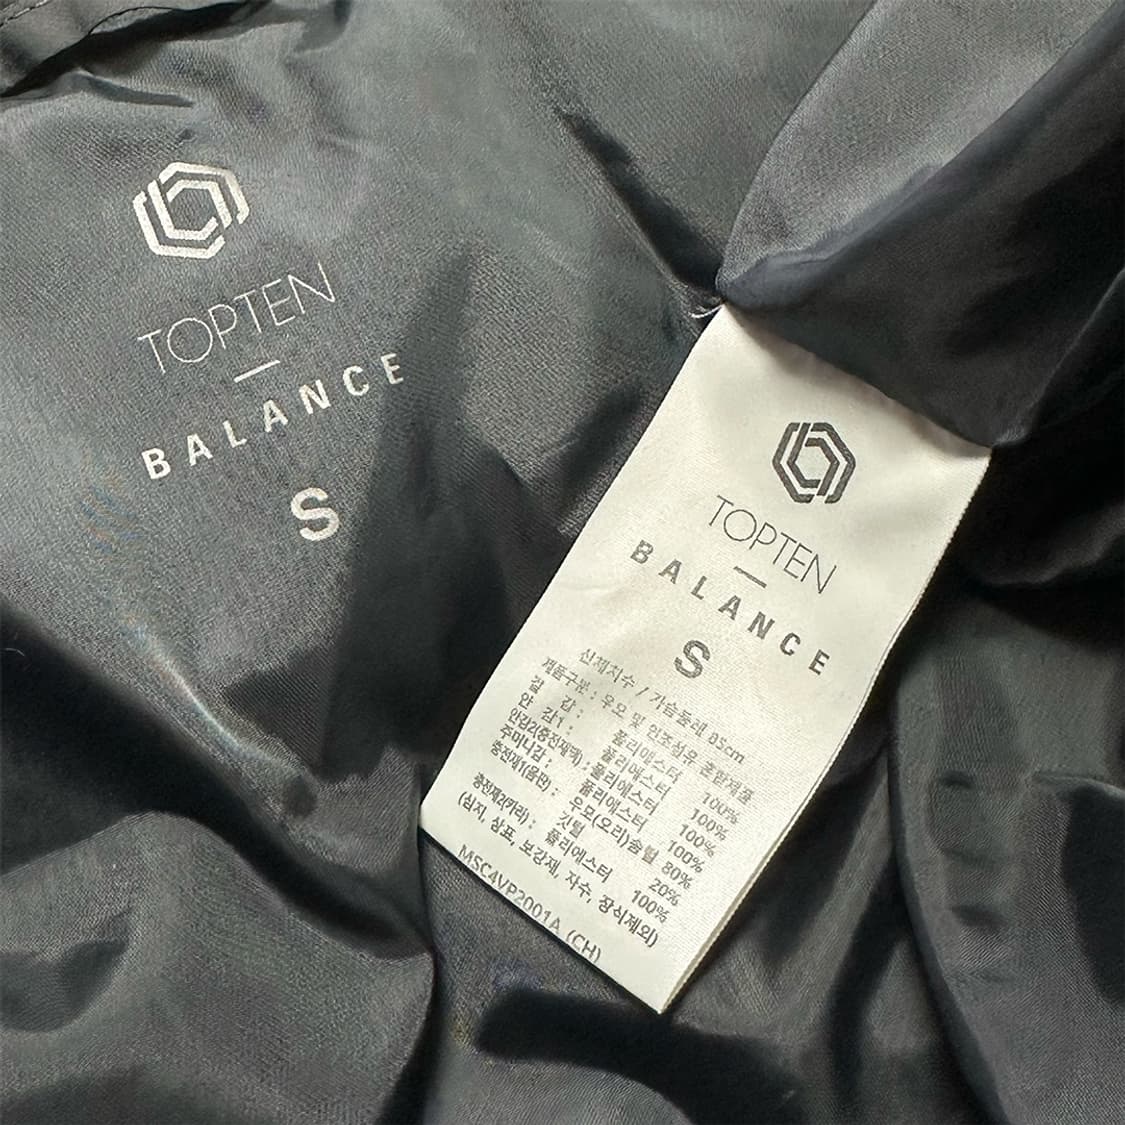 TOPTEN
BALANCE
S
TOPTEN
BALANCE
S
신체치수 / 가슴둘레 85cm
제품구분 : 우모 및 인조섬유 혼합제품
겉 감 : 폴리에스터 100%
안 감1 : 폴리에스터 100%
안감2(충전재백) : 폴리에스터 100%
주머니감 : 폴리에스터 100%
충전재1(몸판) : 우모(오리)솜털 80%
깃털 20%
충전재2(카라) : 폴리에스터 100%
(심지, 상표, 보강재, 자수, 장식제외)
MSC4VP2001A (CH)